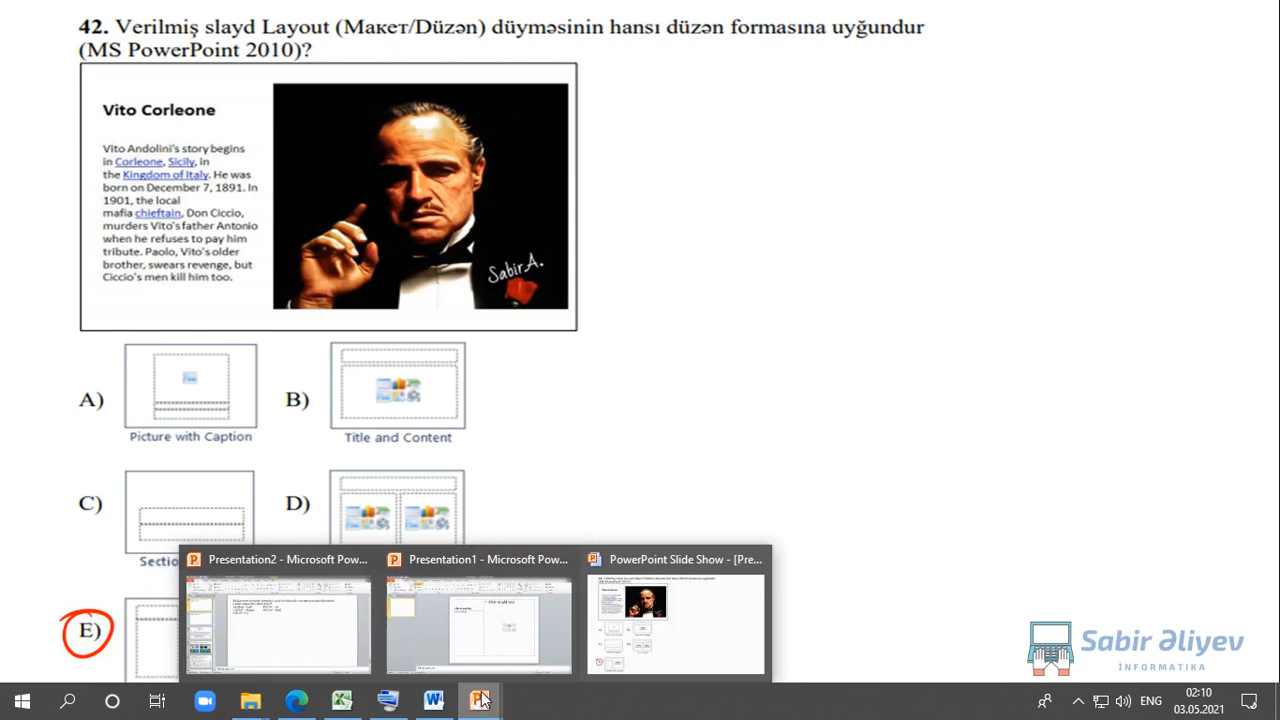 42. Verilmiş slayd Layout (Макет/Düzən) düyməsinin hansı düzən formasına uyğundur
(MS PowerPoint 2010)?
Vito Corleone
Vito Andolini's story begins
in Corleone, Sicily, in
the Kingdom of Italy. He was
born on December 7, 1891. In
1901, the local
mafia chieftain, Don Ciccio,
murders Vito's father Antonio
when he refuses to pay him
tribute. Paolo, Vito's older
brother, swears revenge, but
Ciccio's men kill him too.
Sabir A.
A)
Picture with Caption
B)
Title and Content
C)
Sectio
D)
E)
Presentation2 - Microsoft Pow...
Presentation1 - Microsoft Pow...
PowerPoint Slide Show - [Pre...
Sabir Əliyev
İNFORMATIKA
ENG
02:10
03.05.2021